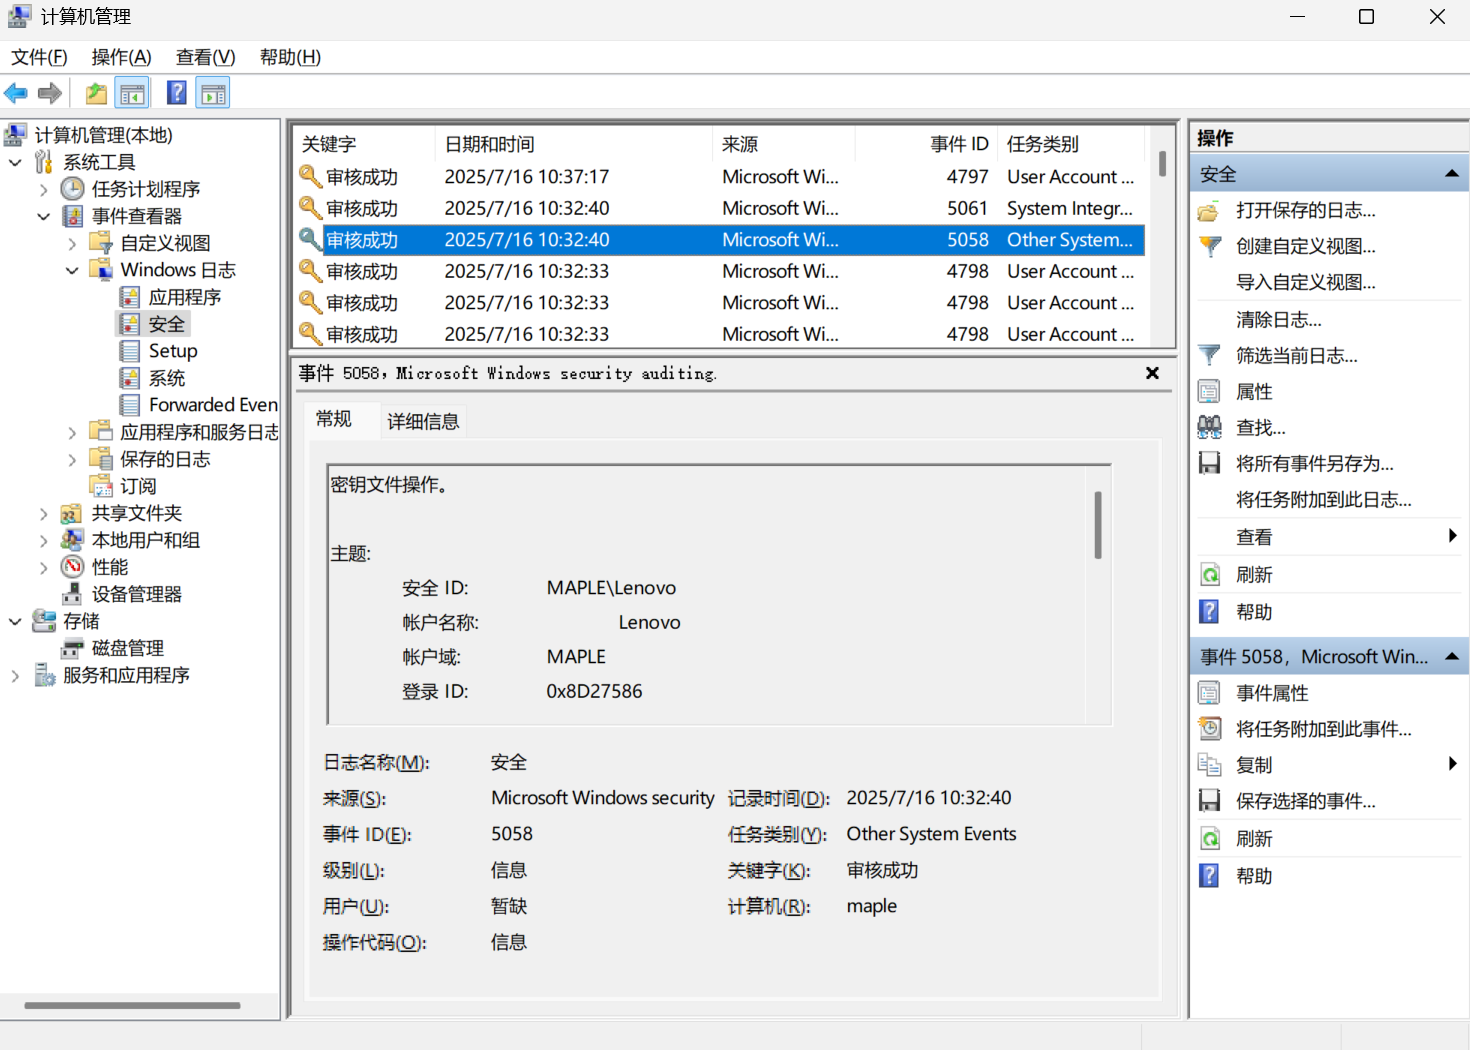 计算机管理
文件(F) 操作(A) 查看(V) 帮助(H)
计算机管理(本地)
系统工具
任务计划程序
事件查看器
自定义视图
Windows 日志
应用程序
安全
Setup
系统
Forwarded Even
应用程序和服务日志
保存的日志
订阅
共享文件夹
本地用户和组
性能
设备管理器
存储
磁盘管理
服务和应用程序
关键字 日期和时间 来源 事件 ID 任务类别
审核成功 2025/7/16 10:37:17 Microsoft Wi... 4797 User Account ...
审核成功 2025/7/16 10:32:40 Microsoft Wi... 5061 System Integr...
审核成功 2025/7/16 10:32:40 Microsoft Wi... 5058 Other System...
审核成功 2025/7/16 10:32:33 Microsoft Wi... 4798 User Account ...
审核成功 2025/7/16 10:32:33 Microsoft Wi... 4798 User Account ...
审核成功 2025/7/16 10:32:33 Microsoft Wi... 4798 User Account ...
事件 5058，Microsoft Windows security auditing.
常规 详细信息
密钥文件操作。
主题:
安全 ID: MAPLE\Lenovo
帐户名称: Lenovo
帐户域: MAPLE
登录 ID: 0x8D27586
日志名称(M): 安全
来源(S): Microsoft Windows security 记录时间(D): 2025/7/16 10:32:40
事件 ID(E): 5058 任务类别(Y): Other System Events
级别(L): 信息 关键字(K): 审核成功
用户(U): 暂缺 计算机(R): maple
操作代码(O): 信息
操作
安全
打开保存的日志...
创建自定义视图...
导入自定义视图...
清除日志...
筛选当前日志...
属性
查找...
将所有事件另存为...
将任务附加到此日志...
查看
刷新
帮助
事件 5058，Microsoft Win...
事件属性
将任务附加到此事件...
复制
保存选择的事件...
刷新
帮助